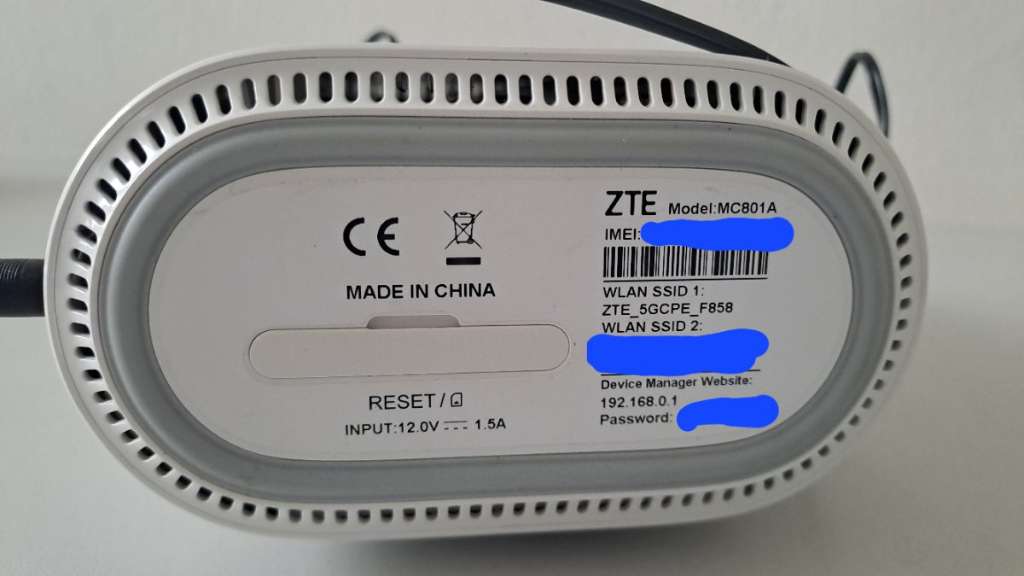 CE
MADE IN CHINA
RESET /
INPUT:12.0V 1.5A
ZTE Model:MC801A
IMEI:
WLAN SSID 1:
ZTE_5GCPE_F858
WLAN SSID 2:
Device Manager Website:
192.168.0.1
Password: